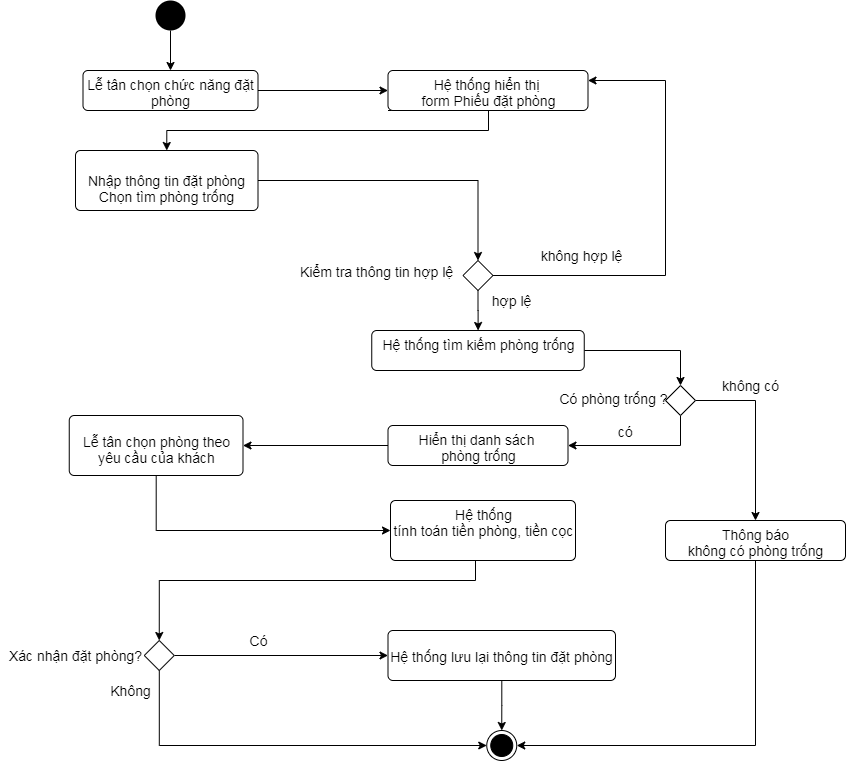 Lễ tân chọn chức năng đặt
phòng
Hệ thống hiển thị
form Phiếu đặt phòng
Nhập thông tin đặt phòng
Chọn tìm phòng trống
Kiểm tra thông tin hợp lệ
không hợp lệ
hợp lệ
Hệ thống tìm kiếm phòng trống
Có phòng trống ?
không có
có
Hiển thị danh sách
phòng trống
Lễ tân chọn phòng theo
yêu cầu của khách
Hệ thống
tính toán tiền phòng, tiền cọc
Thông báo
không có phòng trống
Xác nhận đặt phòng?
Có
Không
Hệ thống lưu lại thông tin đặt phòng